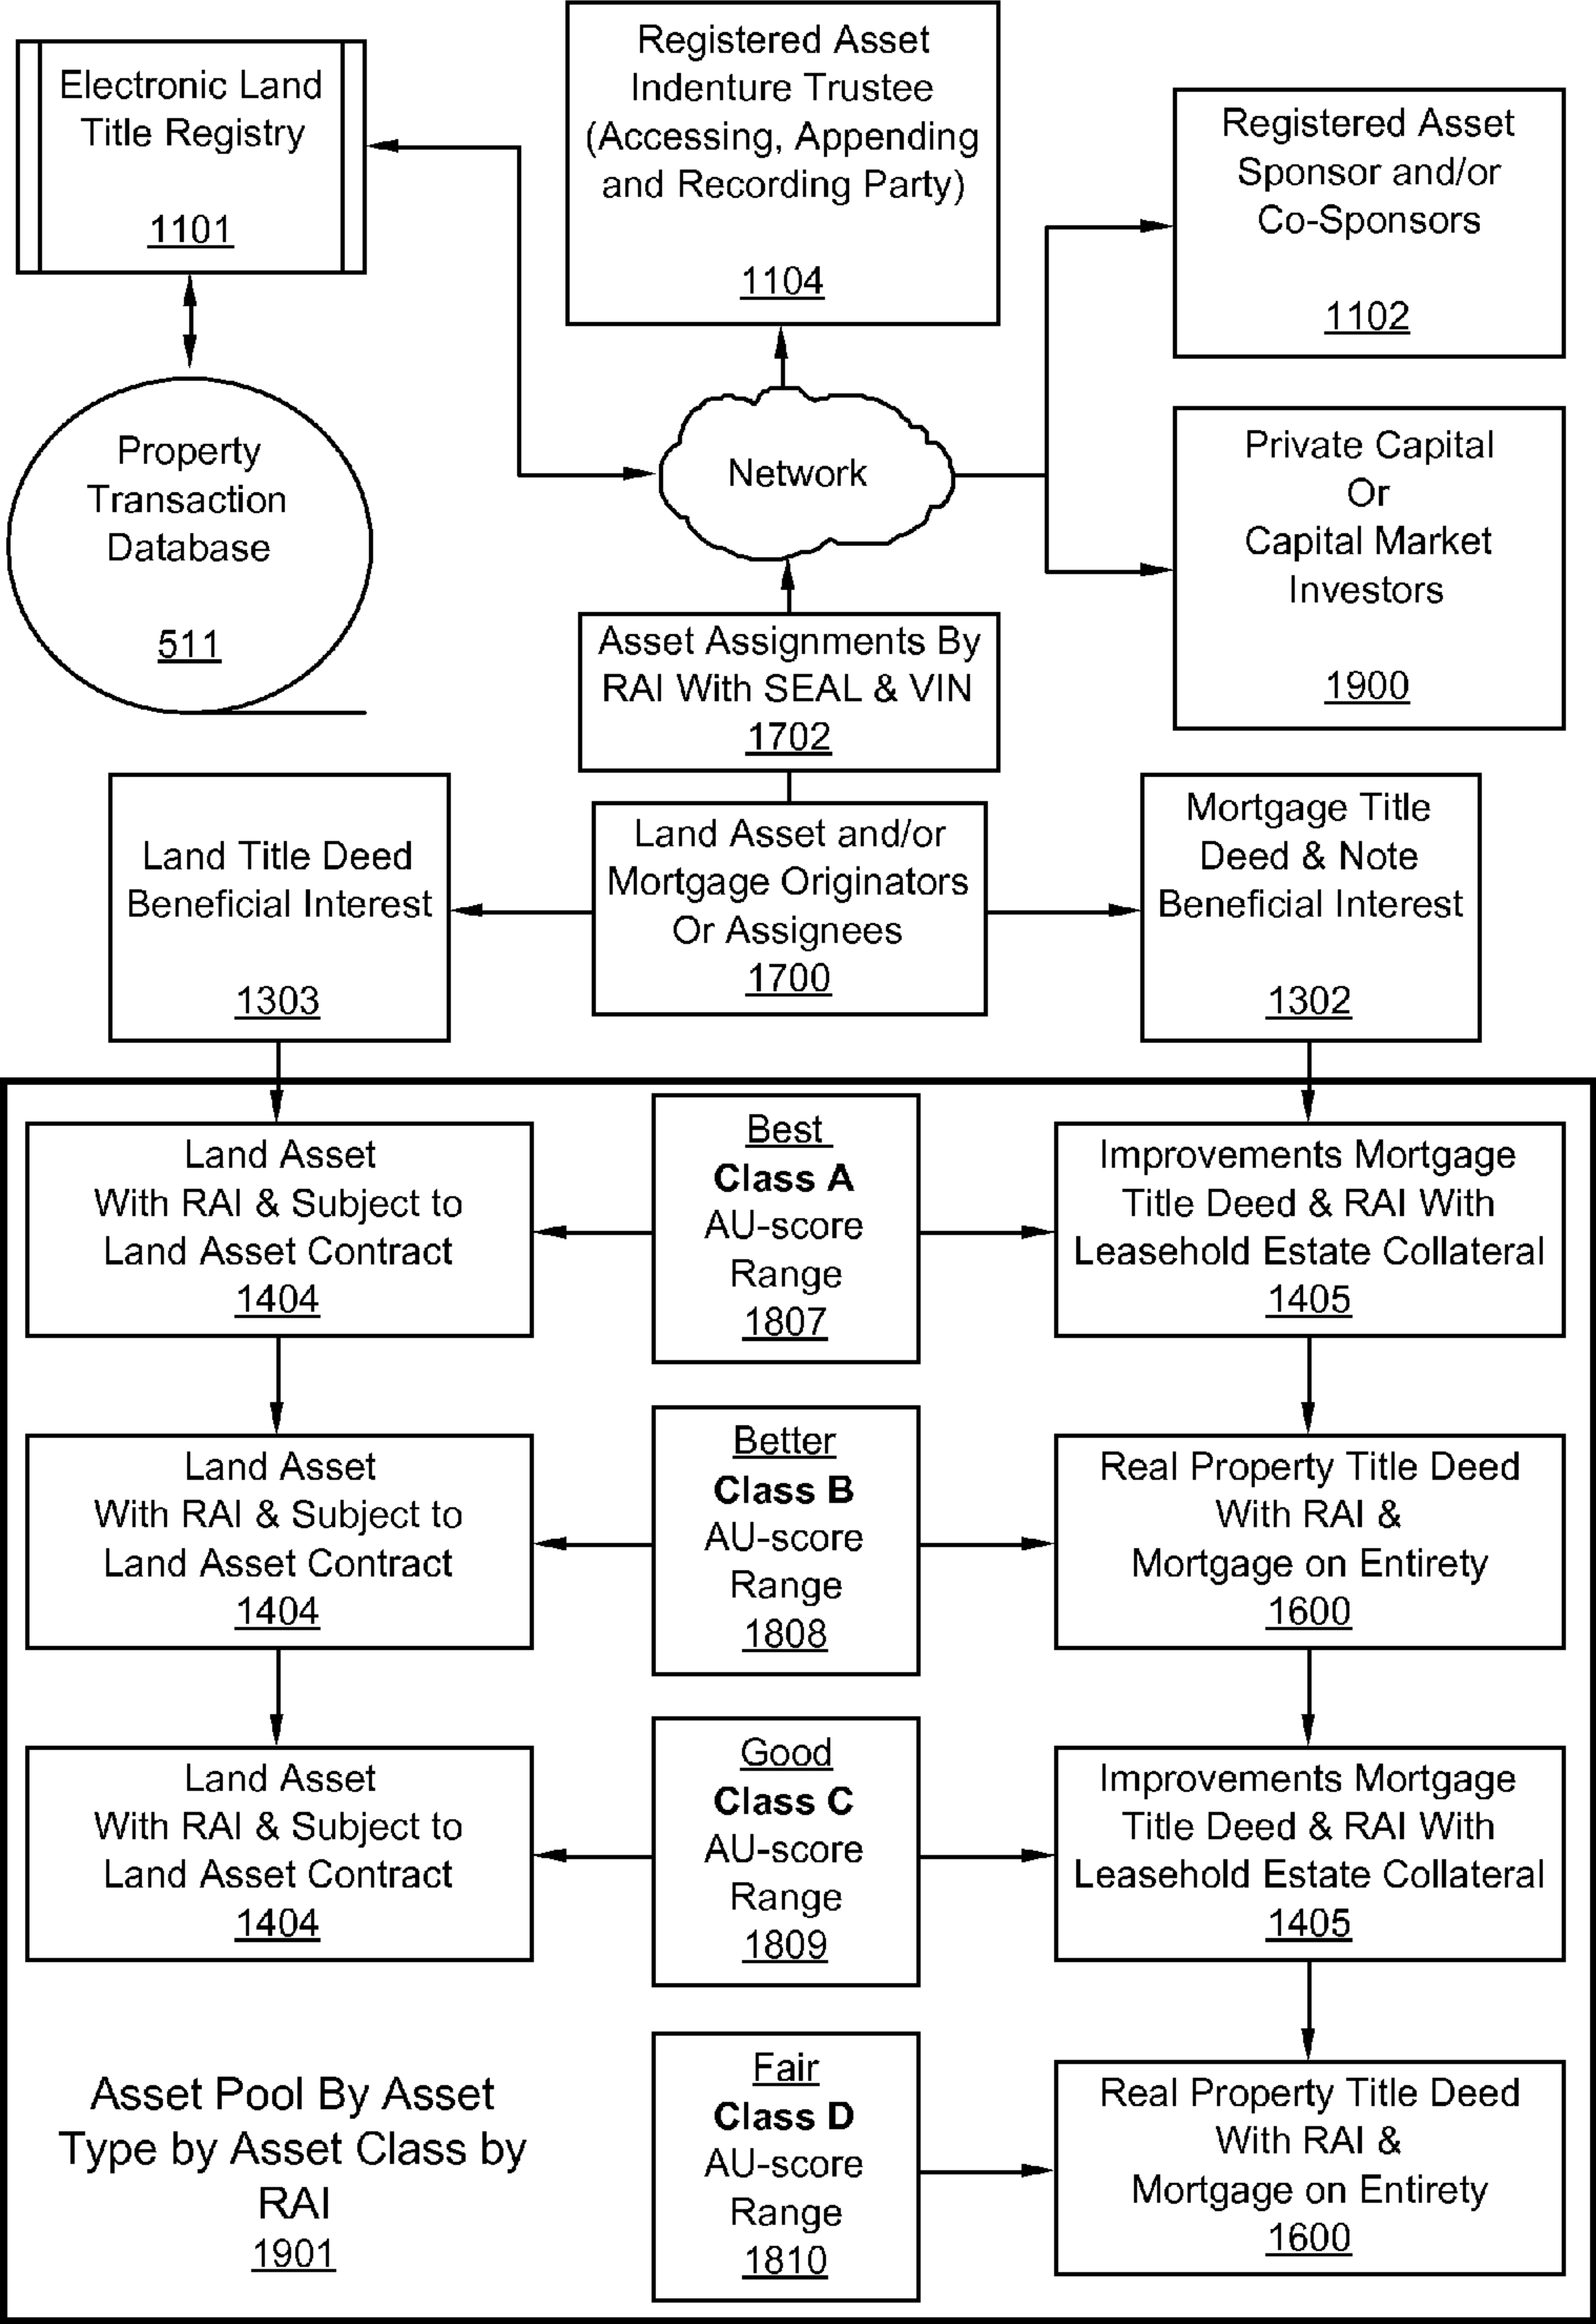 Electronic Land
Title Registry
1101
Registered Asset
Indenture Trustee
(Accessing, Appending
and Recording Party)
1104
Registered Asset
Sponsor and/or
Co-Sponsors
1102
Property
Transaction
Database
511
Network
Private Capital
Or
Capital Market
Investors
1900
Asset Assignments By
RAI With SEAL & VIN
1702
Land Title Deed
Beneficial Interest
1303
Land Asset and/or
Mortgage Originators
Or Assignees
1700
Mortgage Title
Deed & Note
Beneficial Interest
1302
Land Asset
With RAI & Subject to
Land Asset Contract
1404
Best
Class A
AU-score
Range
1807
Improvements Mortgage
Title Deed & RAI With
Leasehold Estate Collateral
1405
Land Asset
With RAI & Subject to
Land Asset Contract
1404
Better
Class B
AU-score
Range
1808
Real Property Title Deed
With RAI &
Mortgage on Entirety
1600
Land Asset
With RAI & Subject to
Land Asset Contract
1404
Good
Class C
AU-score
Range
1809
Improvements Mortgage
Title Deed & RAI With
Leasehold Estate Collateral
1405
Asset Pool By Asset
Type by Asset Class by
RAI
1901
Fair
Class D
AU-score
Range
1810
Real Property Title Deed
With RAI &
Mortgage on Entirety
1600